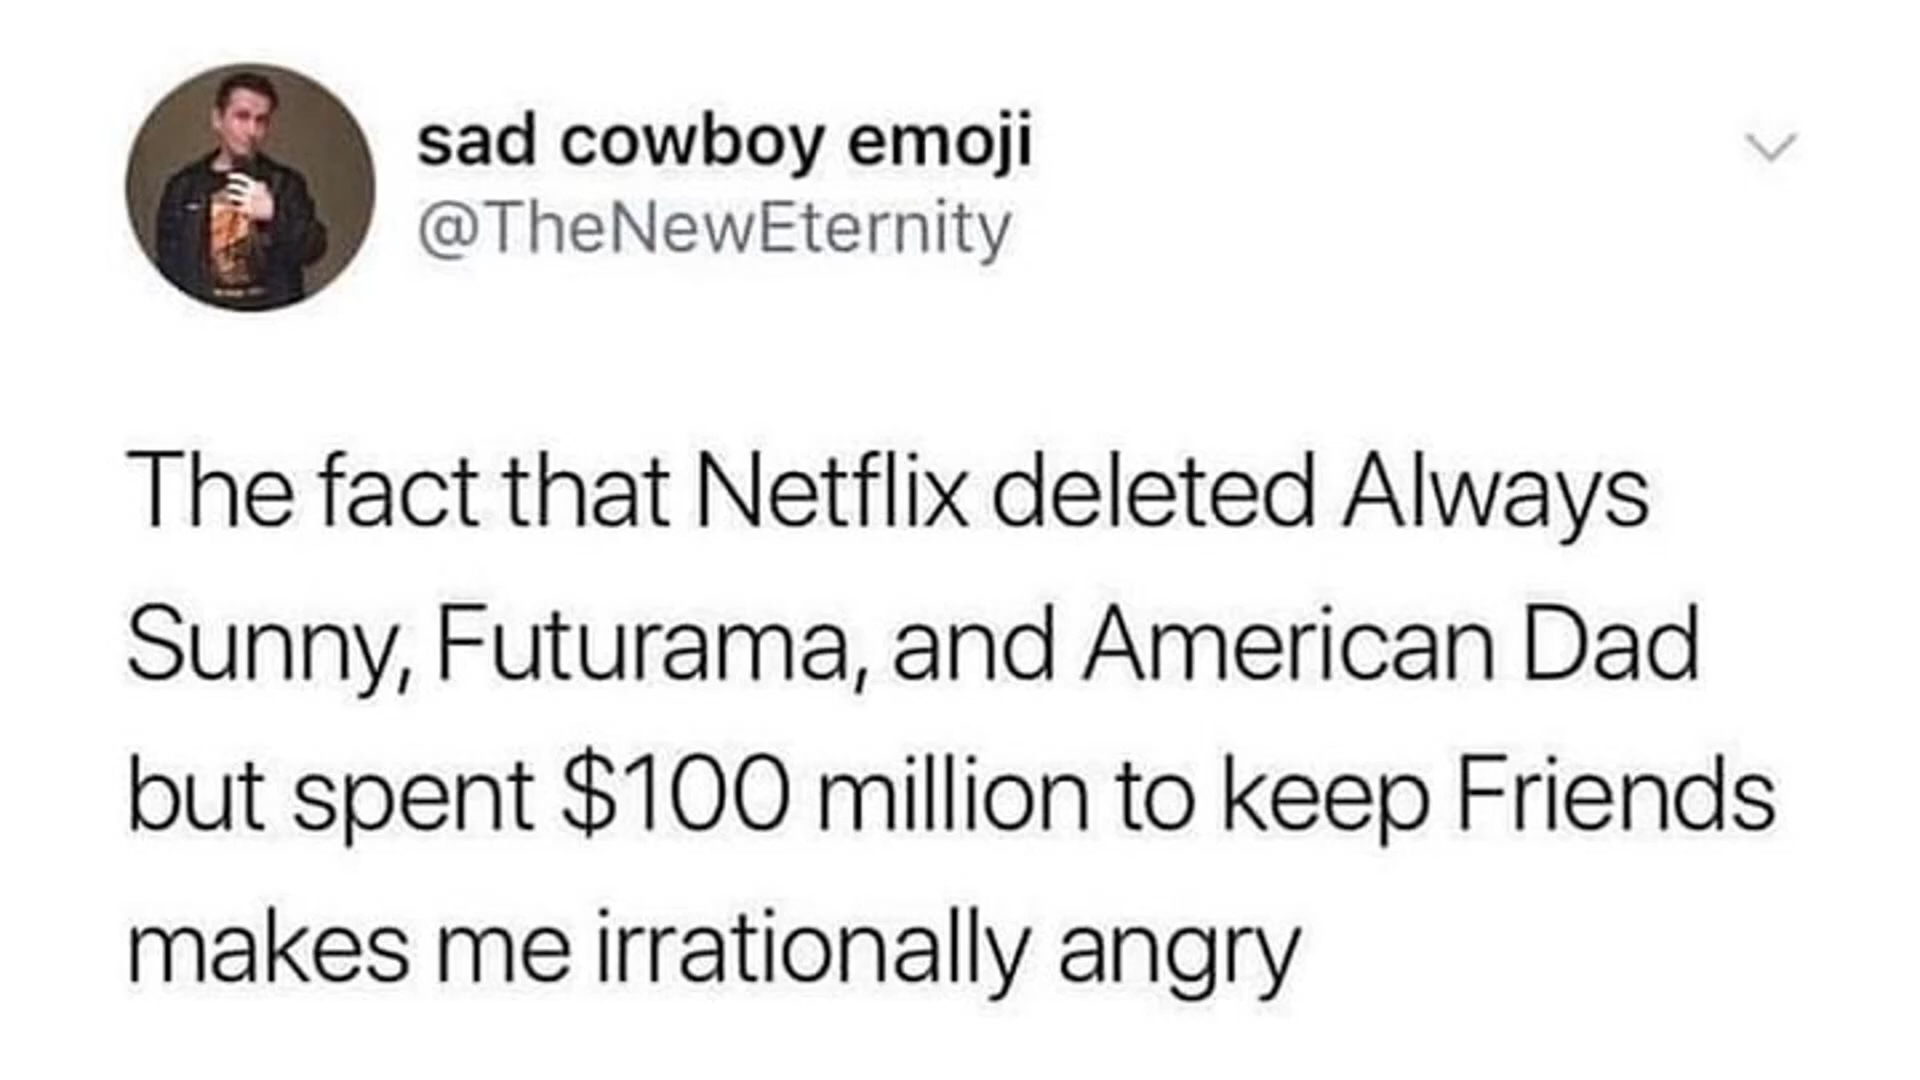 sad cowboy emoji
@TheNewEternity
The fact that Netflix deleted Always
Sunny, Futurama, and American Dad
but spent $100 million to keep Friends
makes me irrationally angry